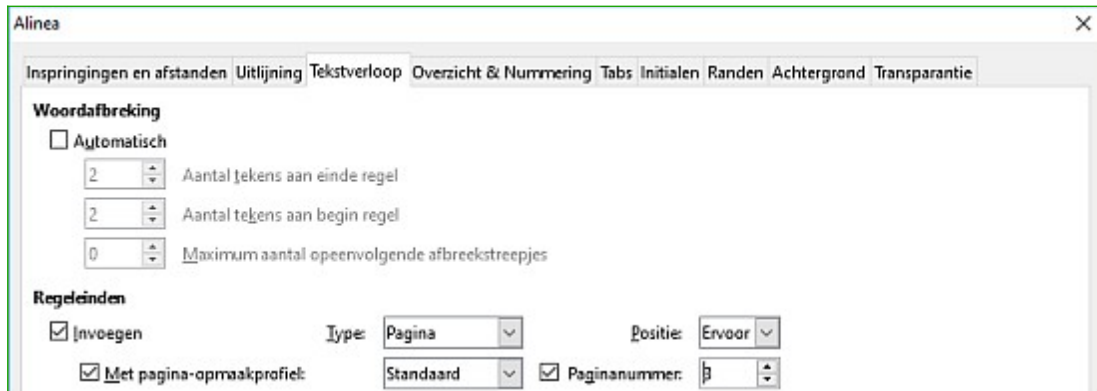 Alinea
Inspringingen en afstanden Uitlijning Tekstverloop Overzicht & Nummering Tabs Initialen Randen Achtergrond Transparantie
Woordafbreking
Automatisch
2 Aantal tekens aan einde regel
2 Aantal tekens aan begin regel
0 Maximum aantal opeenvolgende afbreekstreepjes
Regeleinden
Invoegen Type: Pagina Positie: Ervoor
Met pagina-opmaakprofiel: Standaard Paginanummer: 3